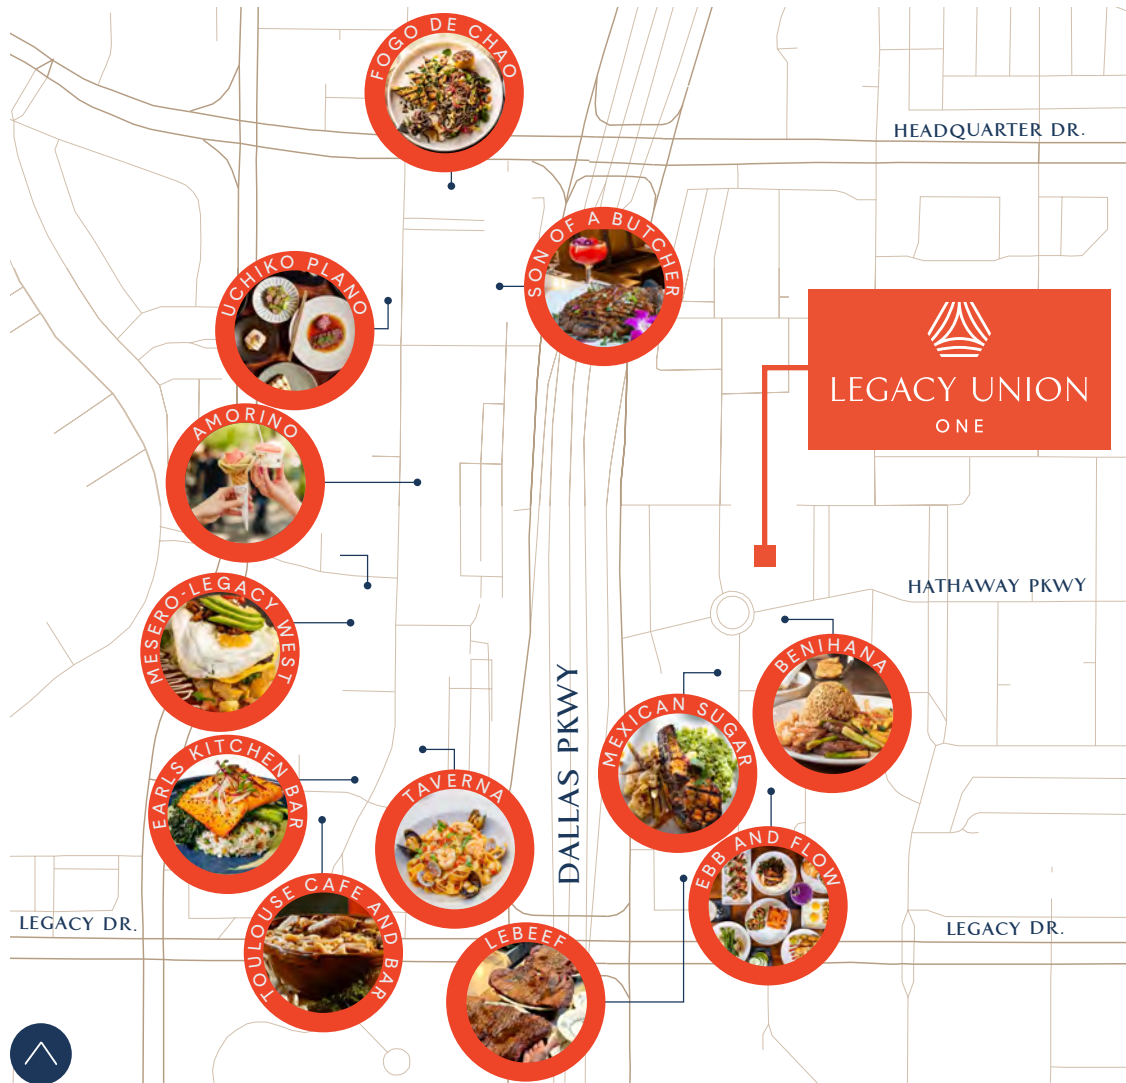 FOGO DE CHAO
HEADQUARTER DR.
SON OF A BUTCHER
UCHIKO PLANO
LEGACY UNION
ONE
AMORINO
HATHAWAY PKWY
MESERO-LEGACY WEST
BENIHANA
DALLAS PKWY
MEXICAN SUGAR
EARLS KITCHEN BAR
TAVERNA
EBB AND FLOW
TOULOUSE CAFE AND BAR
LEGACY DR.
LEGACY DR.
LEBEEF